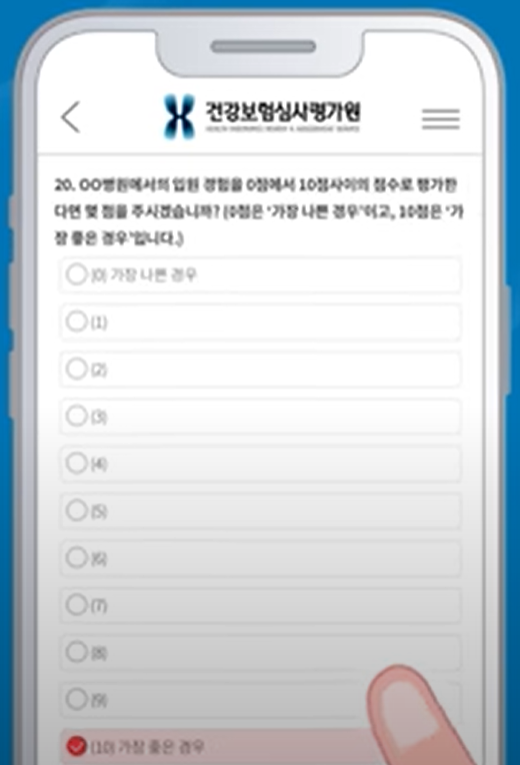 건강보험심사평가원
HEALTH INSURANCE REVIEW & ASSESSMENT SERVICE
20. OO병원에서의 입원 경험을 0점에서 10점사이의 점수로 평가한
다면 몇 점을 주시겠습니까? (0점은 '가장 나쁜 경우'이고, 10점은 '가
장 좋은 경우'입니다.)
(0) 가장 나쁜 경우
(1)
(2)
(3)
(4)
(5)
(6)
(7)
(8)
(9)
(10) 가장 좋은 경우